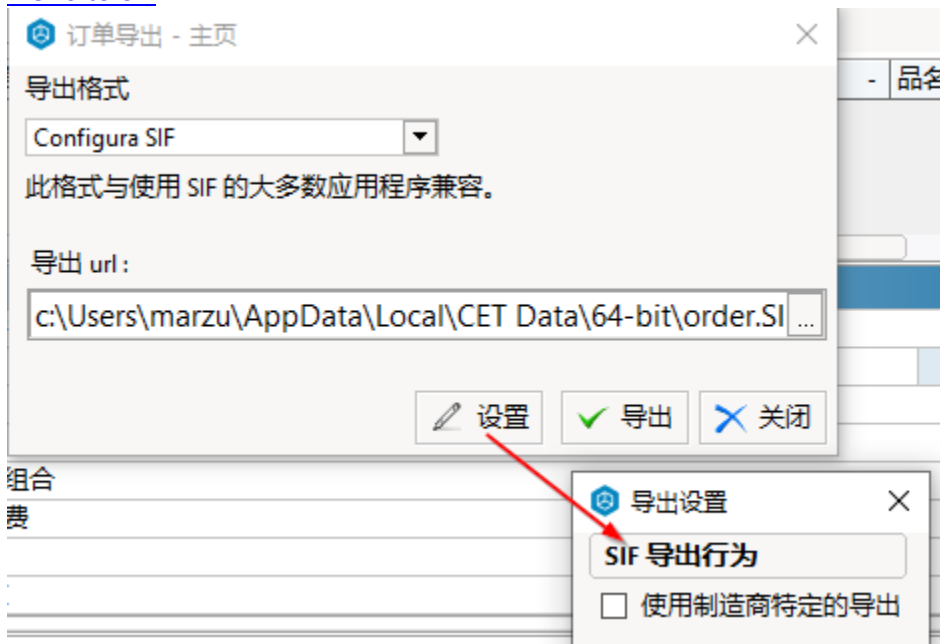 订单导出 - 主页
导出格式
- 品名
Configura SIF
此格式与使用 SIF 的大多数应用程序兼容。
导出 url :
c:\Users\marzu\AppData\Local\CET Data\64-bit\order.SI ...
设置 导出 关闭
组合
费
导出设置
SIF 导出行为
使用制造商特定的导出